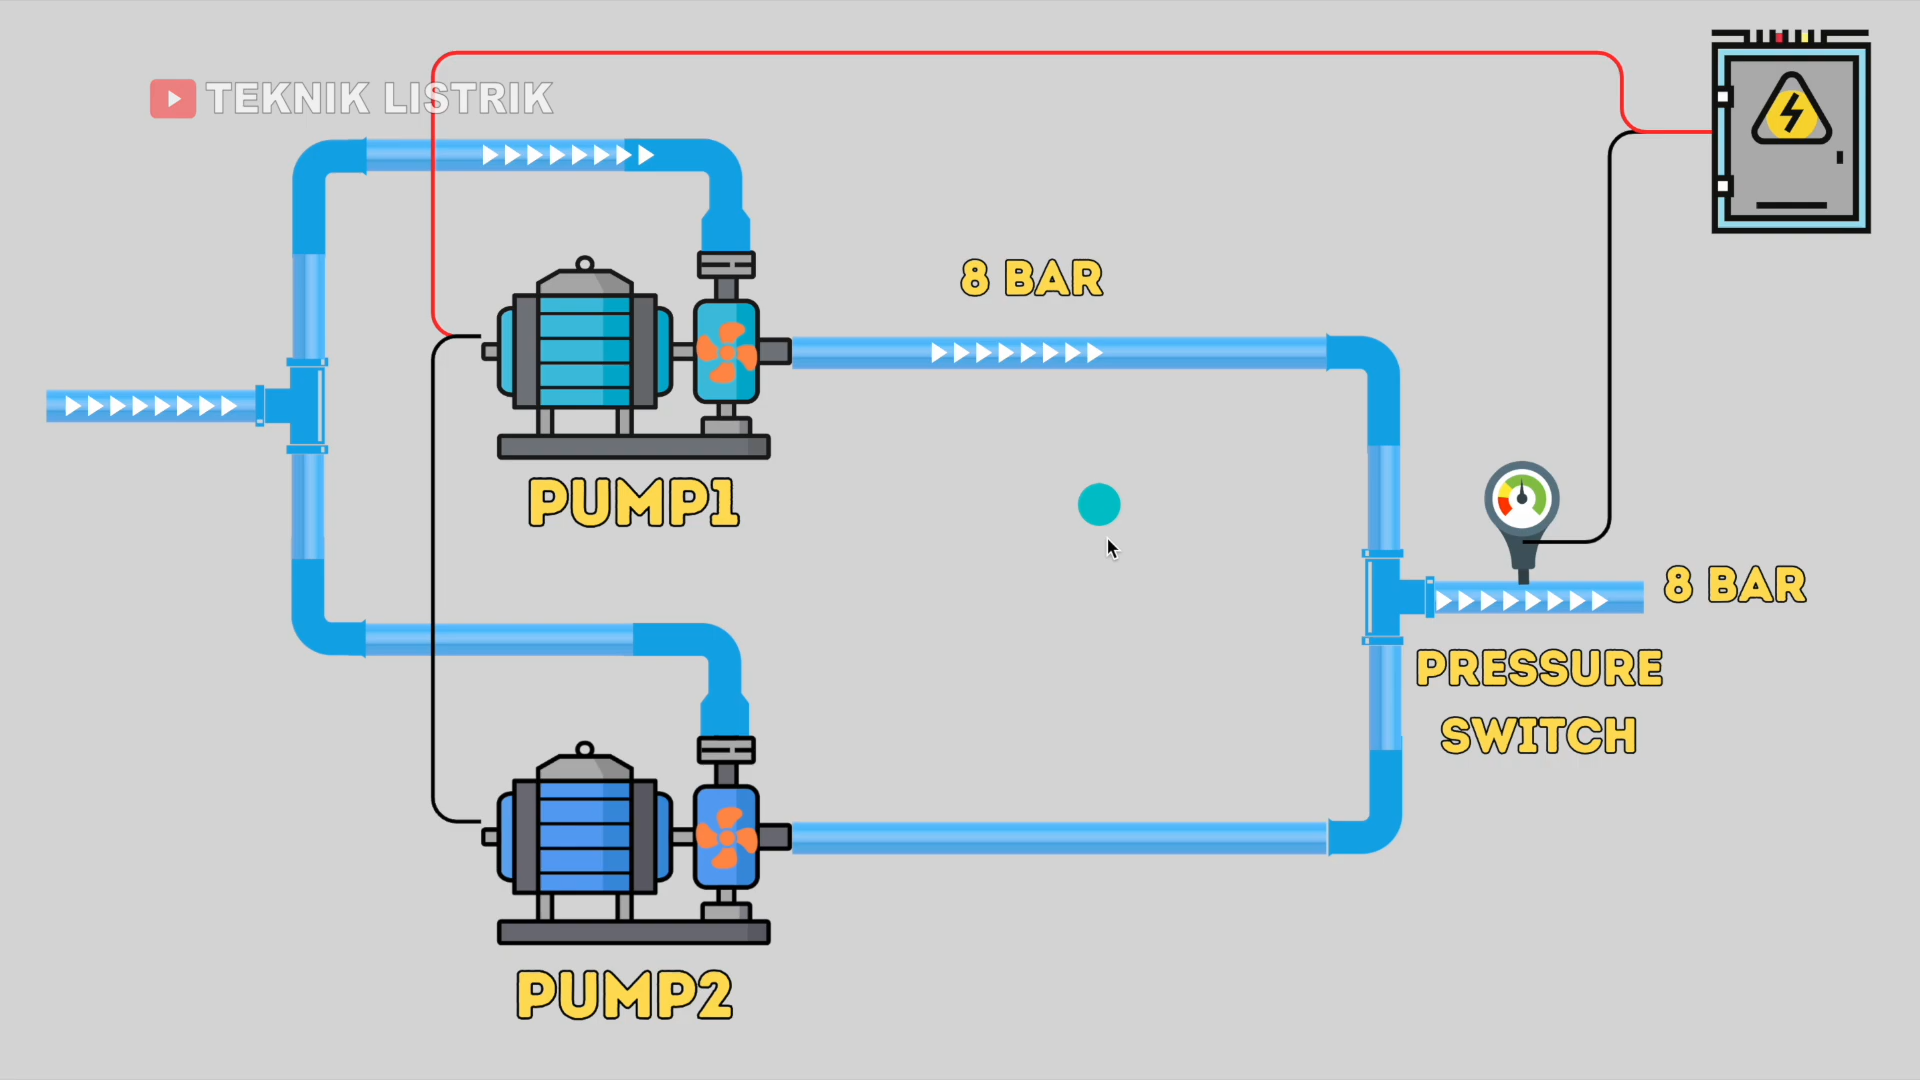 TEKNIK LISTRIK
8 BAR
PUMP1
8 BAR
PRESSURE
SWITCH
PUMP2